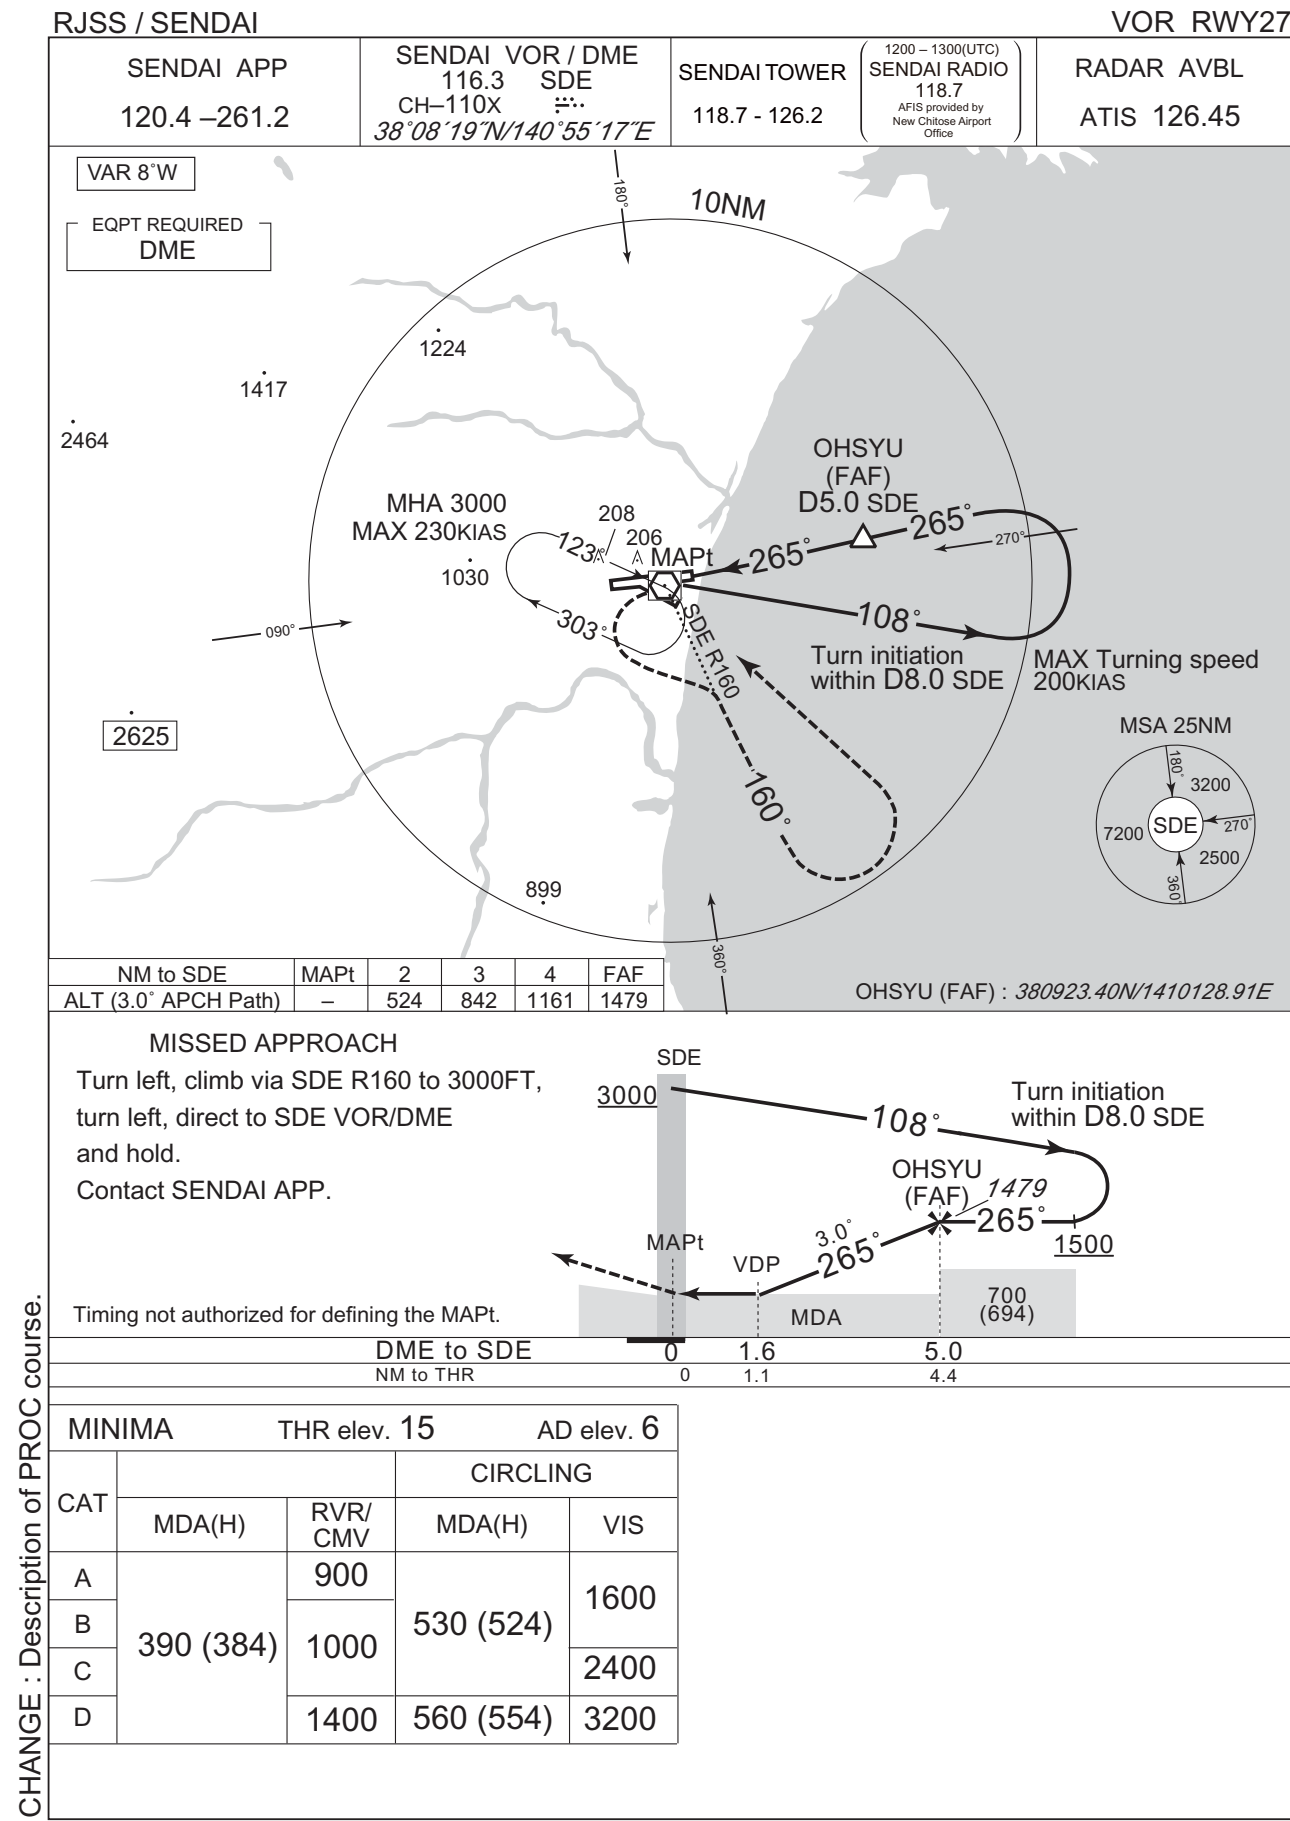 RJSS / SENDAI
VOR RWY27
SENDAI APP
120.4 –261.2
SENDAI VOR / DME
116.3 SDE
CH–110X
38°08´19˝N/140°55´17˝E
SENDAI TOWER
118.7 - 126.2
1200 – 1300(UTC)
SENDAI RADIO
118.7
AFIS provided by
New Chitose Airport
Office
RADAR AVBL
ATIS 126.45
VAR 8°W
EQPT REQUIRED
DME
180°
10NM
1224
1417
2464
OHSYU
(FAF)
D5.0 SDE
MHA 3000
MAX 230KIAS
208
206
MAPt
123°
265°
265°
270°
1030
303°
090°
108°
SDE R160
Turn initiation
within D8.0 SDE
MAX Turning speed
200KIAS
2625
160°
MSA 25NM
180°
3200
7200
SDE
270°
2500
360°
899
360°
NM to SDE MAPt 2 3 4 FAF
ALT (3.0° APCH Path) – 524 842 1161 1479
OHSYU (FAF) : 380923.40N/1410128.91E
MISSED APPROACH
Turn left, climb via SDE R160 to 3000FT,
turn left, direct to SDE VOR/DME
and hold.
Contact SENDAI APP.
Timing not authorized for defining the MAPt.
SDE
3000
108°
Turn initiation
within D8.0 SDE
OHSYU
(FAF)
1479
265°
1500
3.0°
265°
MAPt
VDP
MDA
700
(694)
DME to SDE 0 1.6 5.0
NM to THR 0 1.1 4.4
MINIMA THR elev. 15 AD elev. 6
CAT
CIRCLING
MDA(H)
RVR/
CMV
MDA(H)
VIS
A
B
C
D
390 (384)
900
1000
1400
530 (524)
560 (554)
1600
2400
3200
CHANGE : Description of PROC course.